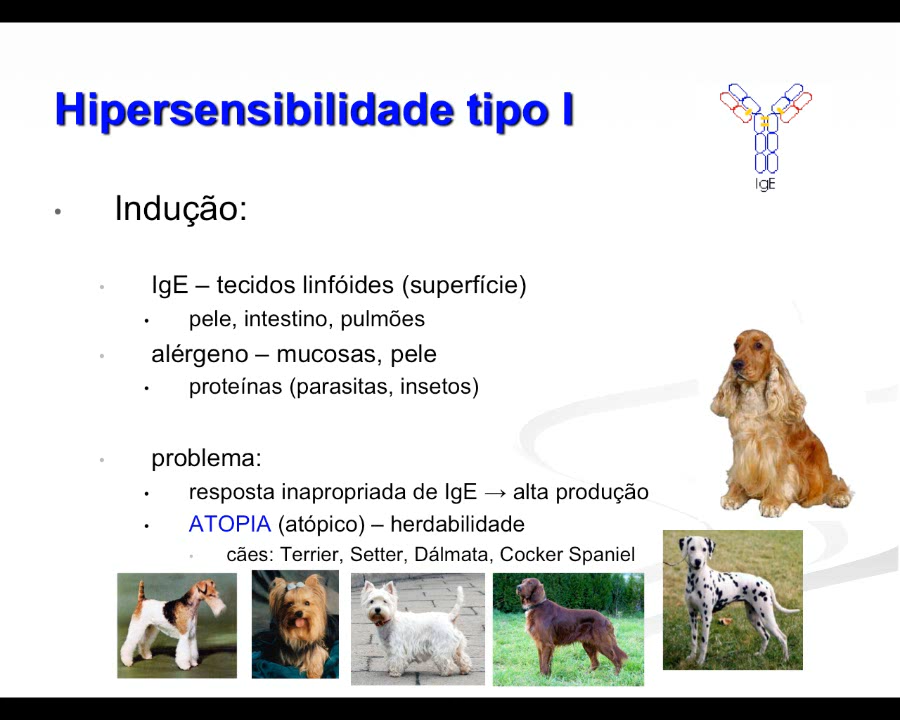 Hipersensibilidade tipo I
IgE
• Indução:
• IgE – tecidos linfóides (superfície)
• pele, intestino, pulmões
• alérgeno – mucosas, pele
• proteínas (parasitas, insetos)
• problema:
• resposta inapropriada de IgE → alta produção
• ATOPIA (atópico) – herdabilidade
• cães: Terrier, Setter, Dálmata, Cocker Spaniel